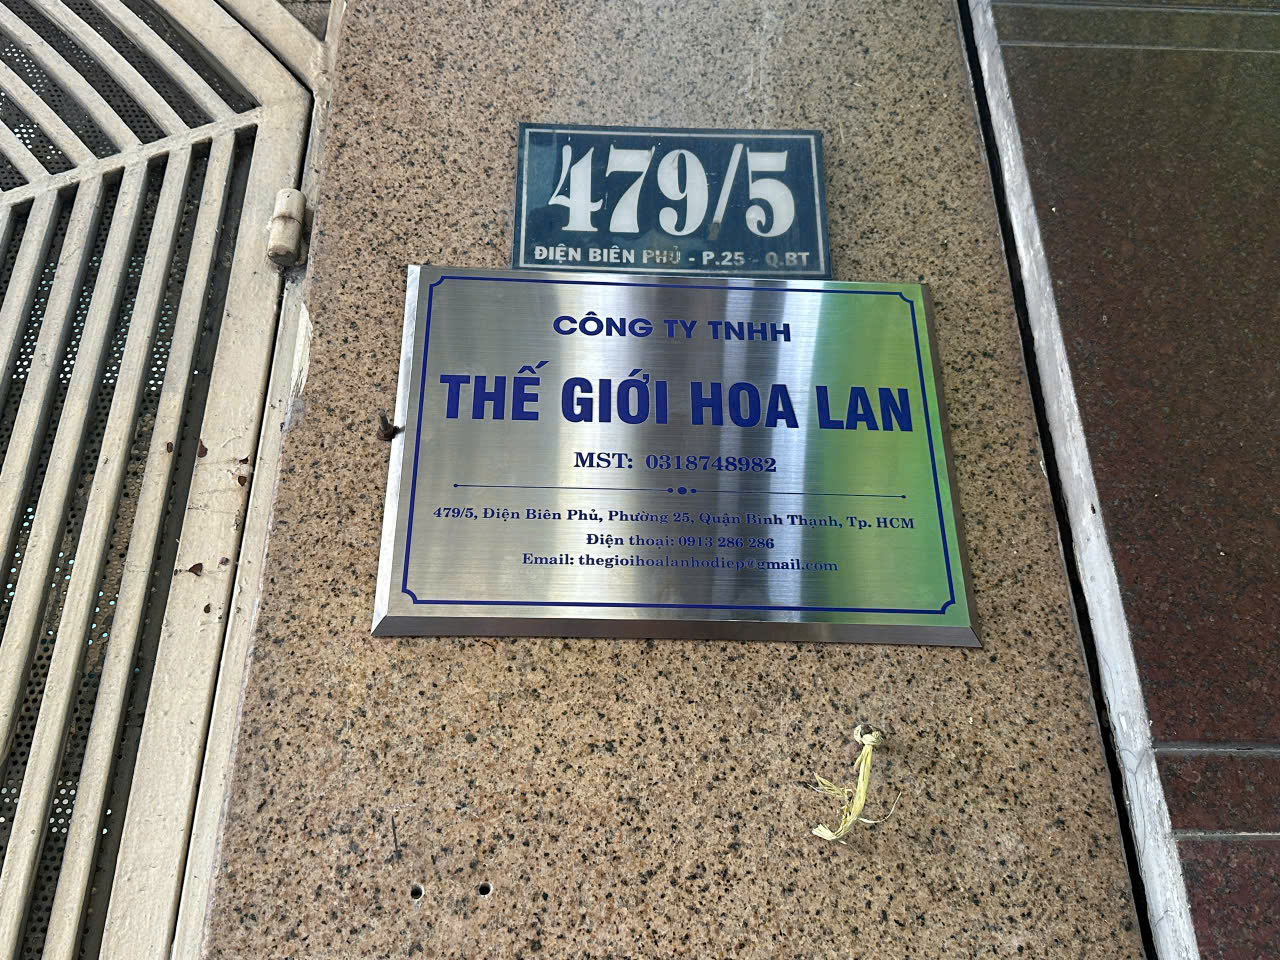 479/5
ĐIỆN BIÊN PHỦ - P.25 - Q.BT
CÔNG TY TNHH
THẾ GIỚI HOA LAN
MST: 0318748982
479/5, Điện Biên Phủ, Phường 25, Quận Bình Thạnh, Tp. HCM
Điện thoại: 0913 286 286
Email: thegioihoalanhodiep@gmail.com